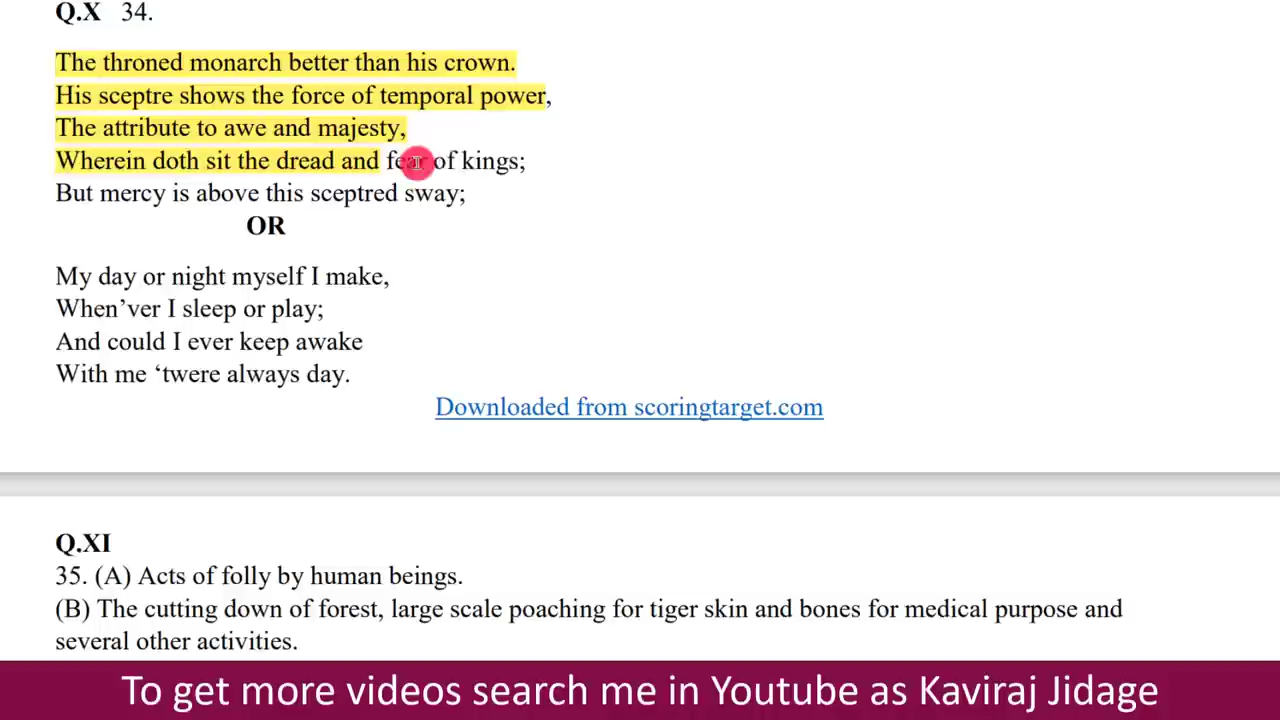 Q.X 34.
The throned monarch better than his crown.
His sceptre shows the force of temporal power,
The attribute to awe and majesty,
Wherein doth sit the dread and fear of kings;
But mercy is above this sceptred sway;
OR
My day or night myself I make,
When’ver I sleep or play;
And could I ever keep awake
With me ‘twere always day.
Downloaded from scoringtarget.com
Q.XI
35. (A) Acts of folly by human beings.
(B) The cutting down of forest, large scale poaching for tiger skin and bones for medical purpose and
several other activities.
To get more videos search me in Youtube as Kaviraj Jidage